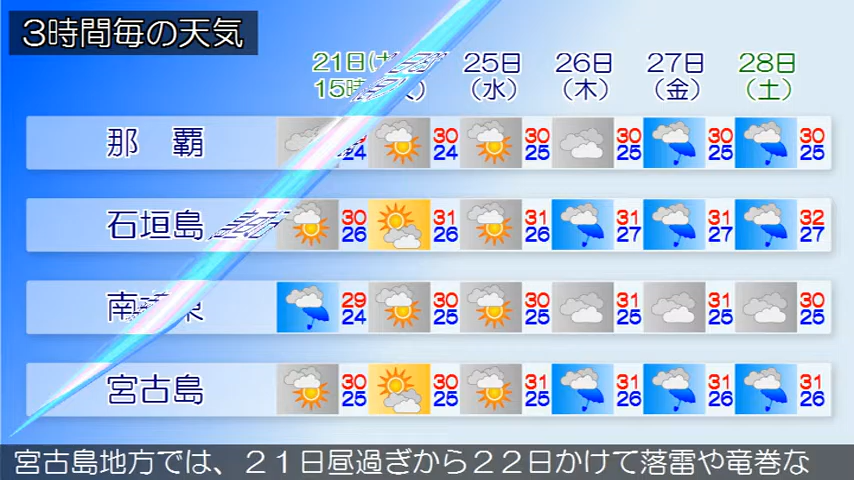 3時間毎の天気
21日(土
15時
25日 26日 27日 28日
(水) (木) (金) (土)
那覇 24 30 24 30 25 30 25 30 25 30 25
石垣島 30 26 31 26 31 26 31 27 31 27 32 27
南 29 24 30 25 30 25 31 25 31 25 30 25
宮古島 30 25 30 25 31 25 31 26 31 26 31 26
宮古島地方では、21日昼過ぎから22日かけて落雷や竜巻な